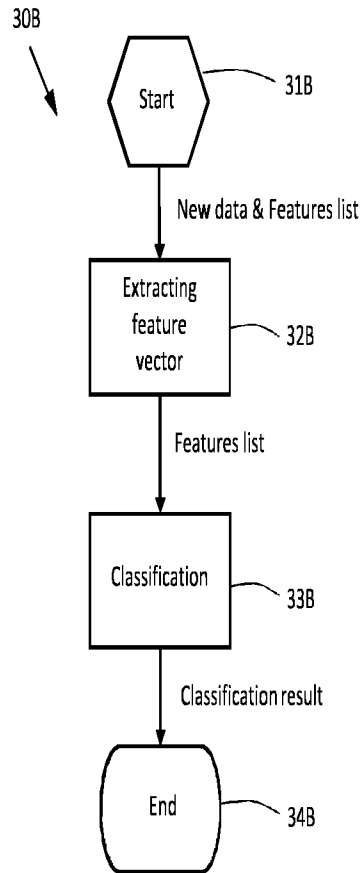 30B
Start
31B
New data & Features list
Extracting
feature
vector
32B
Features list
Classification
33B
Classification result
End
34B